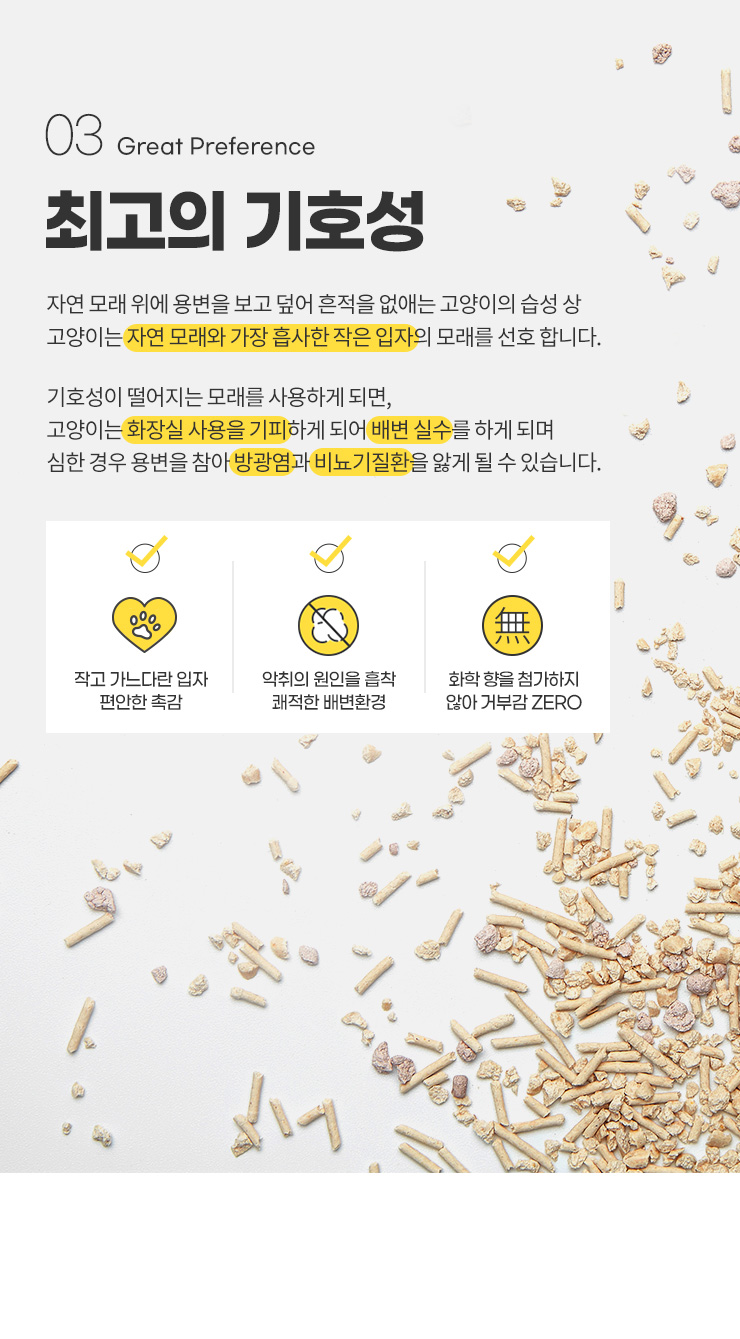 03 Great Preference
최고의 기호성
자연 모래 위에 용변을 보고 덮어 흔적을 없애는 고양이의 습성 상
고양이는 자연 모래와 가장 흡사한 작은 입자의 모래를 선호 합니다.
기호성이 떨어지는 모래를 사용하게 되면,
고양이는 화장실 사용을 기피하게 되어 배변 실수를 하게 되며
심한 경우 용변을 참아 방광염과 비뇨기질환을 앓게 될 수 있습니다.
작고 가느다란 입자
편안한 촉감
악취의 원인을 흡착
쾌적한 배변환경
無
화학 향을 첨가하지
않아 거부감 ZERO